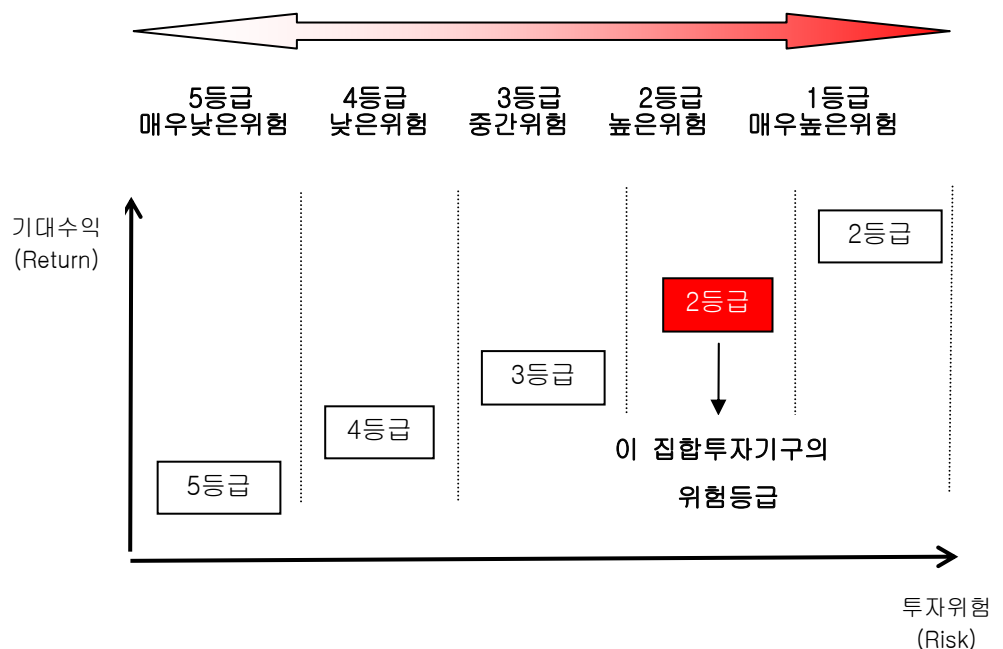 5등급 4등급 3등급 2등급 1등급
매우낮은위험 낮은위험 중간위험 높은위험 매우높은위험
기대수익
(Return)
2등급
2등급
3등급
4등급
5등급
이 집합투자기구의
위험등급
투자위험
(Risk)